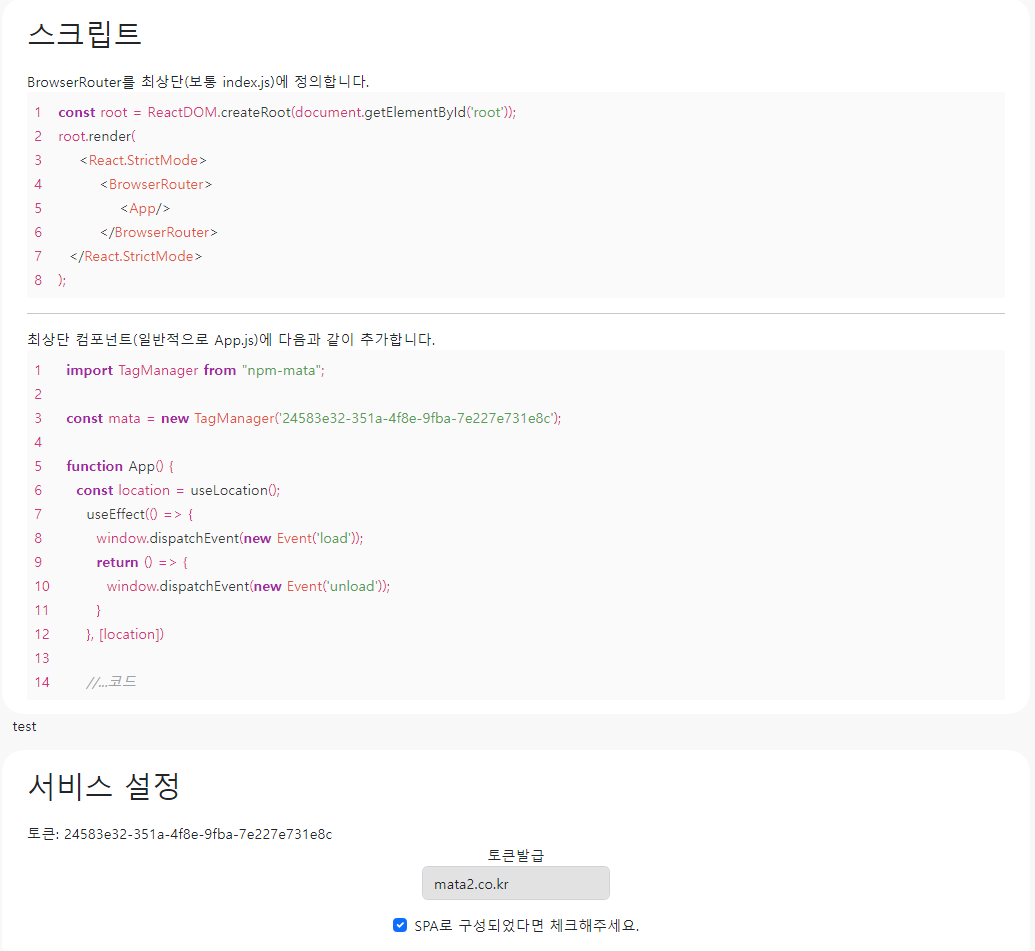 스크립트
BrowserRouter를 최상단(보통 index.js)에 정의합니다.
1 const root = ReactDOM.createRoot(document.getElementById('root'));
2 root.render(
3 <React.StrictMode>
4 <BrowserRouter>
5 <App/>
6 </BrowserRouter>
7 </React.StrictMode>
8 );
최상단 컴포넌트(일반적으로 App.js)에 다음과 같이 추가합니다.
1 import TagManager from "npm-mata";
2
3 const mata = new TagManager('24583e32-351a-4f8e-9fba-7e227e731e8c');
4
5 function App() {
6 const location = useLocation();
7 useEffect(() => {
8 window.dispatchEvent(new Event('load'));
9 return () => {
10 window.dispatchEvent(new Event('unload'));
11 }
12 }, [location])
13
14 //...코드
test
서비스 설정
토큰: 24583e32-351a-4f8e-9fba-7e227e731e8c
토큰발급
mata2.co.kr
SPA로 구성되었다면 체크해주세요.